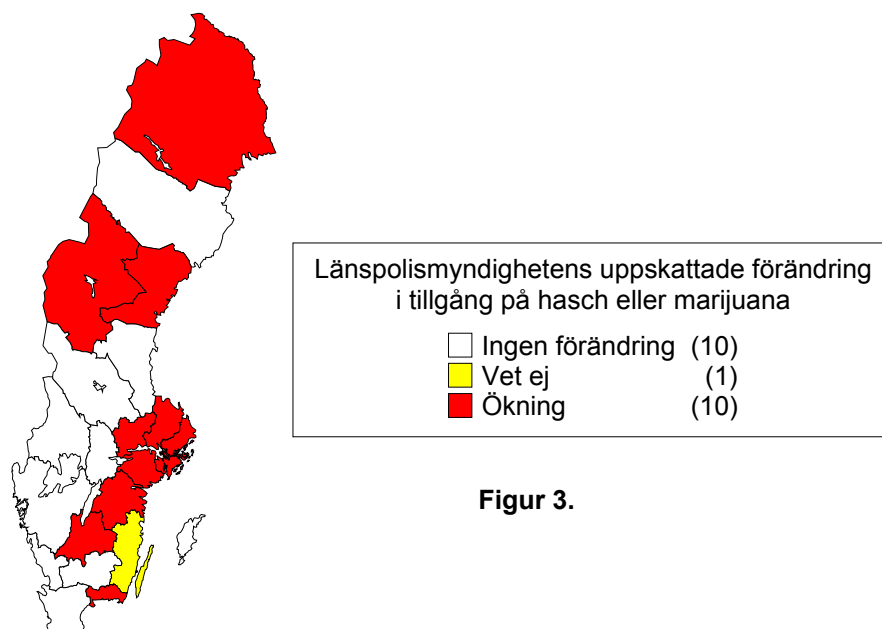 Länspolismyndighetens uppskattade förändring
i tillgång på hasch eller marijuana
Ingen förändring (10)
Vet ej (1)
Ökning (10)
Figur 3.